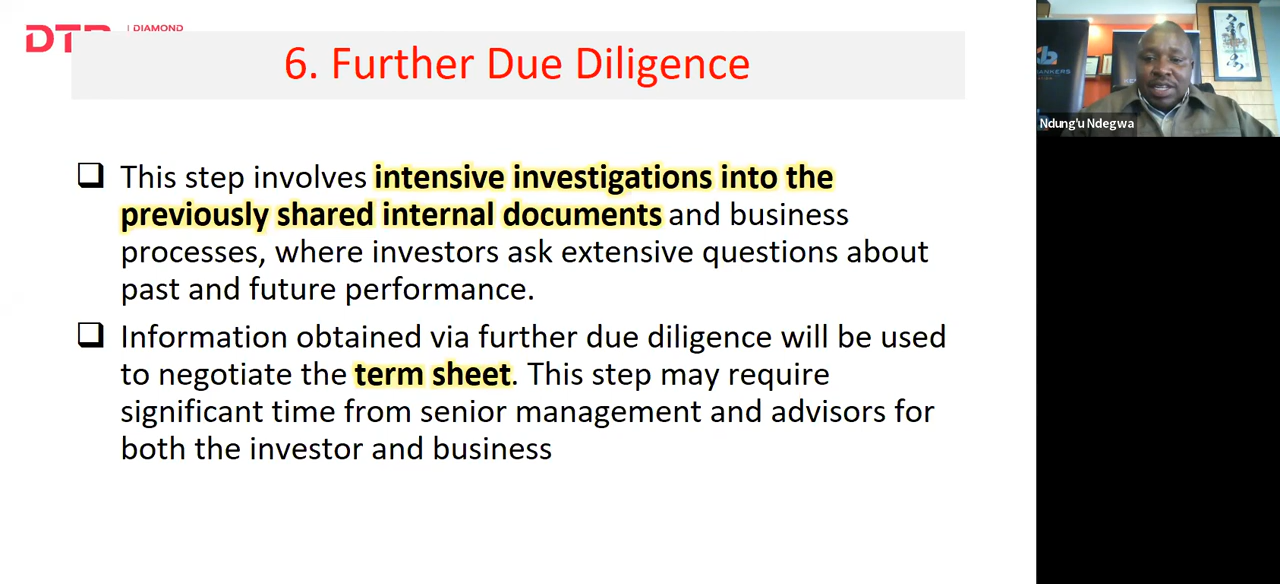 DTB | DIAMOND
6. Further Due Diligence
This step involves intensive investigations into the
previously shared internal documents and business
processes, where investors ask extensive questions about
past and future performance.
Information obtained via further due diligence will be used
to negotiate the term sheet. This step may require
significant time from senior management and advisors for
both the investor and business
ANKERS
Ndung'u Ndegwa